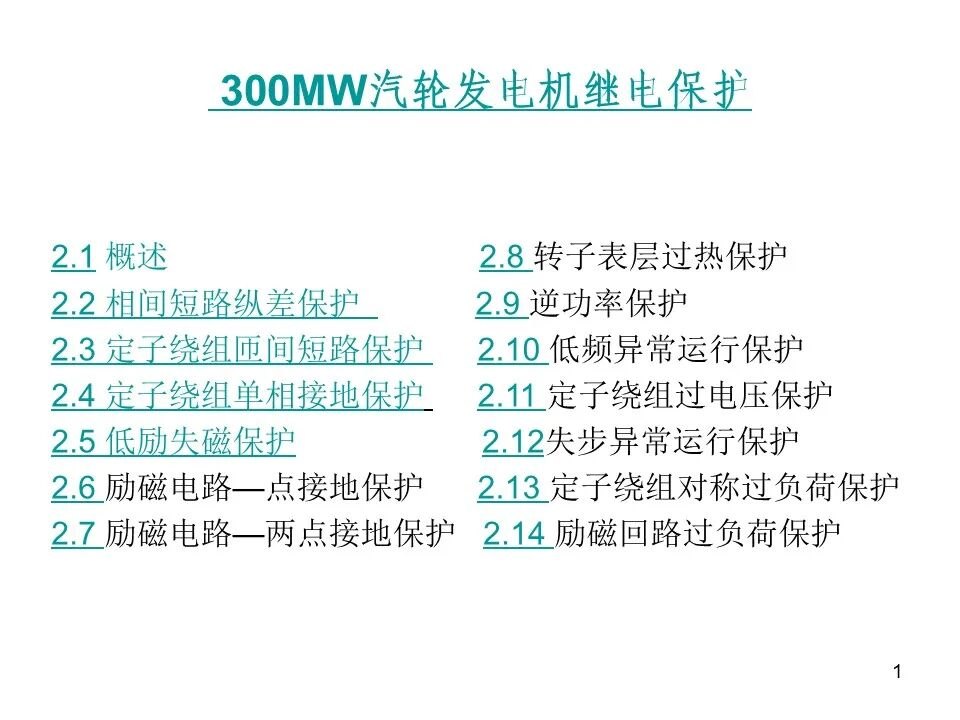 300MW汽轮发电机继电保护
2.1 概述
2.2 相间短路纵差保护
2.3 定子绕组匝间短路保护
2.4 定子绕组单相接地保护
2.5 低励失磁保护
2.6 励磁电路—点接地保护
2.7 励磁电路—两点接地保护
2.8 转子表层过热保护
2.9 逆功率保护
2.10 低频异常运行保护
2.11 定子绕组过电压保护
2.12失步异常运行保护
2.13 定子绕组对称过负荷保护
2.14 励磁回路过负荷保护
1